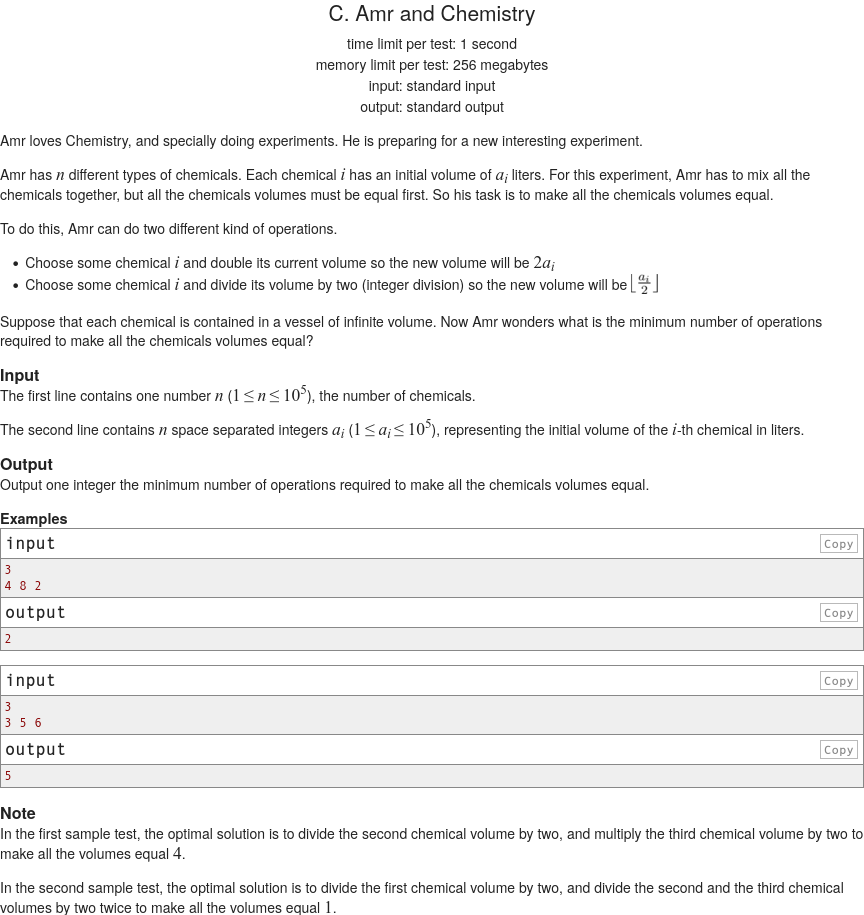 C. Amr and Chemistry
time limit per test: 1 second
memory limit per test: 256 megabytes
input: standard input
output: standard output
Amr loves Chemistry, and specially doing experiments. He is preparing for a new interesting experiment.
Amr has n different types of chemicals. Each chemical i has an initial volume of a_i liters. For this experiment, Amr has to mix all the
chemicals together, but all the chemicals volumes must be equal first. So his task is to make all the chemicals volumes equal.
To do this, Amr can do two different kind of operations.
• Choose some chemical i and double its current volume so the new volume will be 2a_i
• Choose some chemical i and divide its volume by two (integer division) so the new volume will be ⌊a_i/2⌋
Suppose that each chemical is contained in a vessel of infinite volume. Now Amr wonders what is the minimum number of operations
required to make all the chemicals volumes equal?
Input
The first line contains one number n (1 ≤ n ≤ 10^5), the number of chemicals.
The second line contains n space separated integers a_i (1 ≤ a_i ≤ 10^5), representing the initial volume of the i-th chemical in liters.
Output
Output one integer the minimum number of operations required to make all the chemicals volumes equal.
Examples
input Copy
3
4 8 2
output Copy
2
input Copy
3
3 5 6
output Copy
5
Note
In the first sample test, the optimal solution is to divide the second chemical volume by two, and multiply the third chemical volume by two to
make all the volumes equal 4.
In the second sample test, the optimal solution is to divide the first chemical volume by two, and divide the second and the third chemical
volumes by two twice to make all the volumes equal 1.